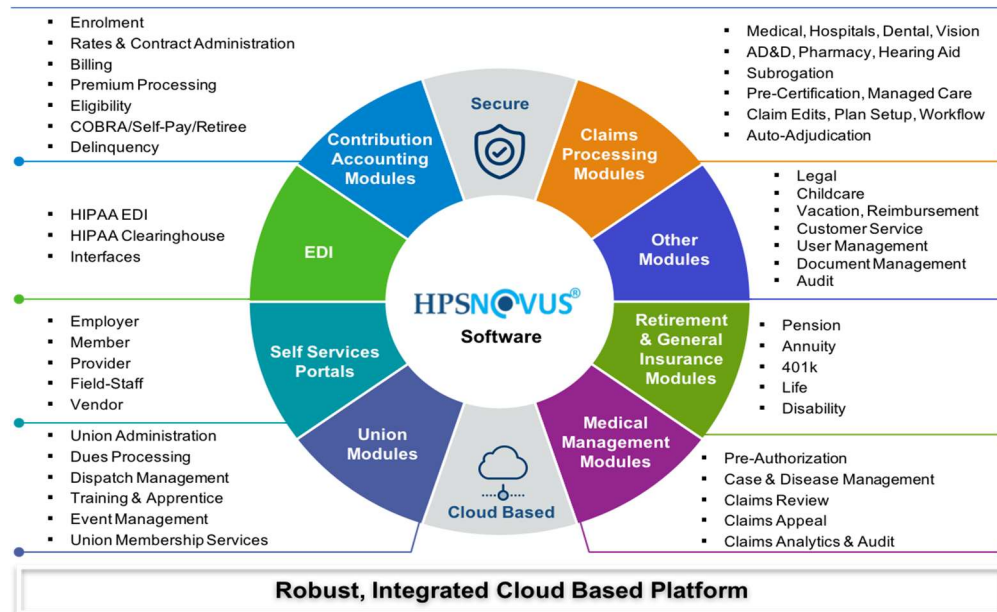 ▪ Enrolment
▪ Rates & Contract Administration
▪ Billing
▪ Premium Processing
▪ Eligibility
▪ COBRA/Self-Pay/Retiree
▪ Delinquency
▪ HIPAA EDI
▪ HIPAA Clearinghouse
▪ Interfaces
▪ Employer
▪ Member
▪ Provider
▪ Field-Staff
▪ Vendor
▪ Union Administration
▪ Dues Processing
▪ Dispatch Management
▪ Training & Apprentice
▪ Event Management
▪ Union Membership Services
Contribution
Accounting
Modules
Secure
Claims
Processing
Modules
EDI
Other
Modules
HPSNOVUS®
Software
Self Services
Portals
Retirement
& General
Insurance
Modules
Union
Modules
Cloud Based
Medical
Management
Modules
▪ Medical, Hospitals, Dental, Vision
▪ AD&D, Pharmacy, Hearing Aid
▪ Subrogation
▪ Pre-Certification, Managed Care
▪ Claim Edits, Plan Setup, Workflow
▪ Auto-Adjudication
▪ Legal
▪ Childcare
▪ Vacation, Reimbursement
▪ Customer Service
▪ User Management
▪ Document Management
▪ Audit
▪ Pension
▪ Annuity
▪ 401k
▪ Life
▪ Disability
▪ Pre-Authorization
▪ Case & Disease Management
▪ Claims Review
▪ Claims Appeal
▪ Claims Analytics & Audit
Robust, Integrated Cloud Based Platform